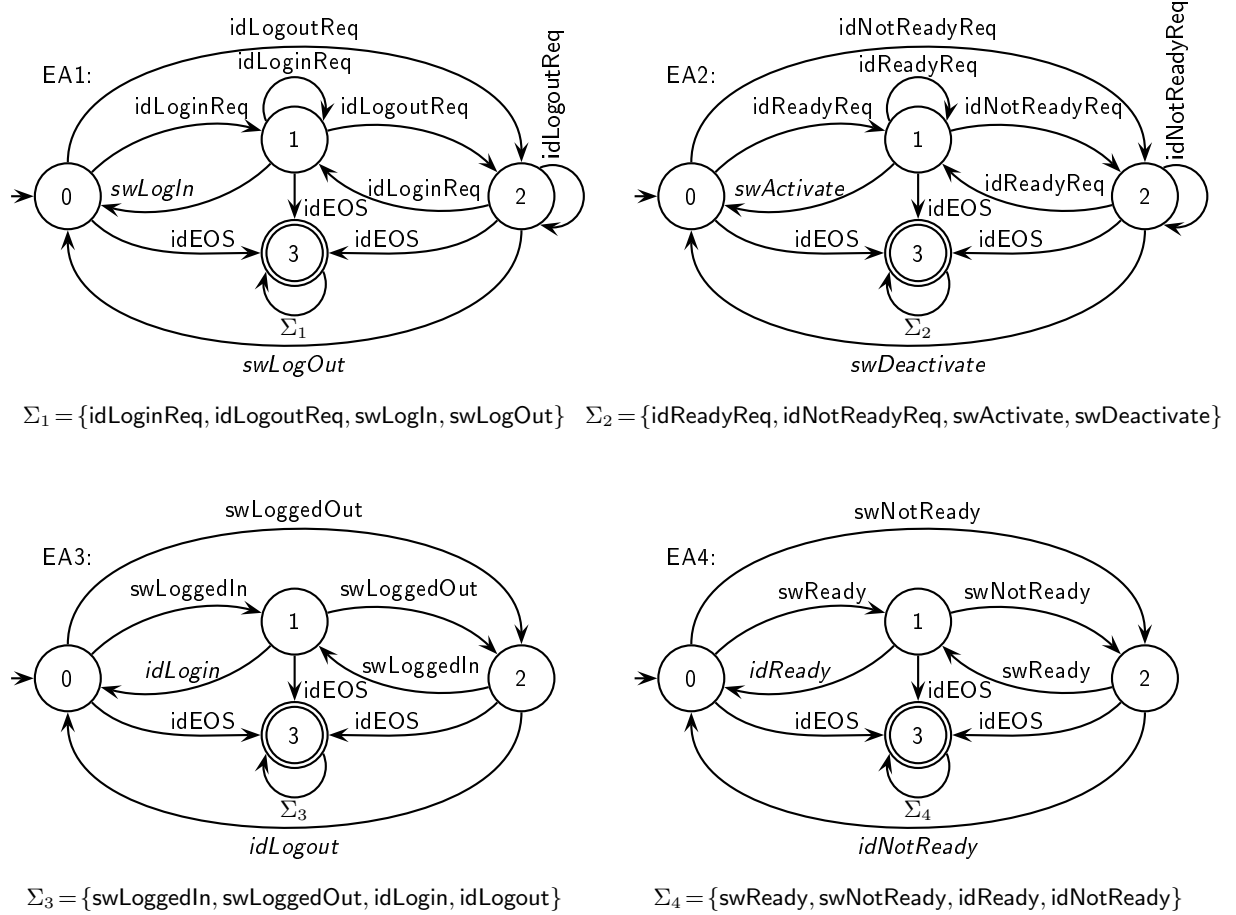 EA1:
idLogoutReq
idLoginReq
idLogoutReq
idLoginReq
idLogoutReq
1
0
swLogIn
idLoginReq
2
idEOS
idEOS
idEOS
3
Σ1
swLogOut
Σ1 = {idLoginReq, idLogoutReq, swLogIn, swLogOut}
EA2:
idNotReadyReq
idReadyReq
idNotReadyReq
idReadyReq
idNotReadyReq
1
0
swActivate
idReadyReq
2
idEOS
idEOS
idEOS
3
Σ2
swDeactivate
Σ2 = {idReadyReq, idNotReadyReq, swActivate, swDeactivate}
EA3:
swLoggedOut
swLoggedIn
swLoggedOut
1
0
idLogin
swLoggedIn
2
idEOS
idEOS
idEOS
3
Σ3
idLogout
Σ3 = {swLoggedIn, swLoggedOut, idLogin, idLogout}
EA4:
swNotReady
swReady
swNotReady
1
0
idReady
swReady
2
idEOS
idEOS
idEOS
3
Σ4
idNotReady
Σ4 = {swReady, swNotReady, idReady, idNotReady}